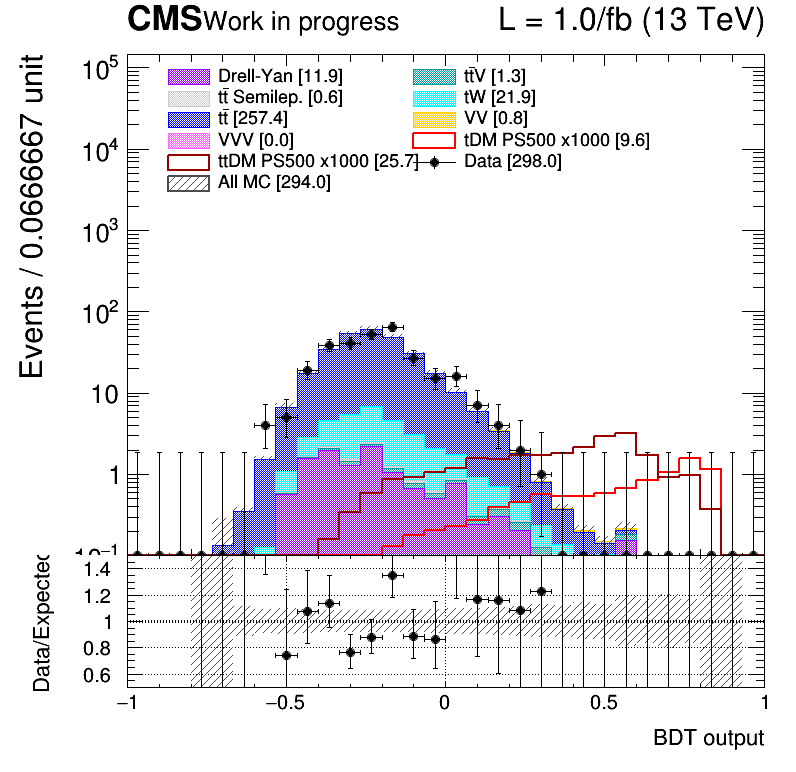 CMS Work in progress L = 1.0/fb (13 TeV)
Events / 0.0666667 unit
10⁵
10⁴
10³
10²
10
1
10⁻¹
Drell-Yan [11.9] tt̄V [1.3]
tt̄ Semilep. [0.6] tW [21.9]
tt̄ [257.4] VV [0.8]
VVV [0.0] tDM PS500 x1000 [9.6]
ttDM PS500 x1000 [25.7] Data [298.0]
All MC [294.0]
Data/Expected
1.4
1.2
1
0.8
0.6
−1 −0.5 0 0.5 1
BDT output